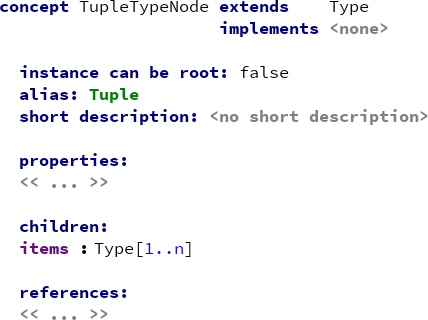 concept TupleTypeNode extends Type
implements <none>
instance can be root: false
alias: Tuple
short description: <no short description>
properties:
<< ... >>
children:
items : Type[1..n]
references:
<< ... >>